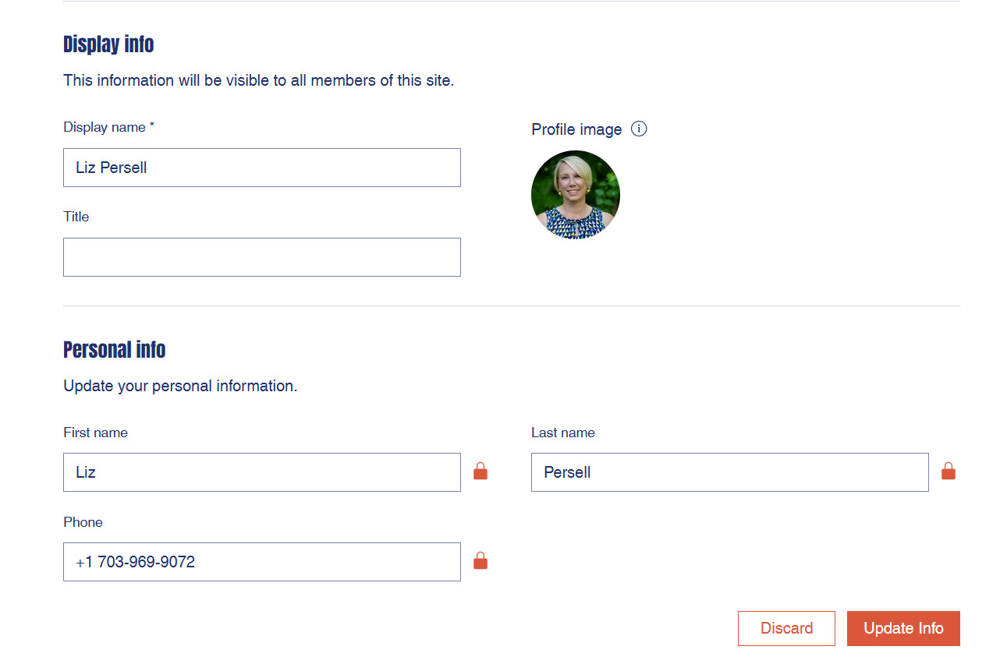 Display info
This information will be visible to all members of this site.
Display name *
Profile image
Liz Persell
Title
Personal info
Update your personal information.
First name
Last name
Liz
Persell
Phone
+1 703-969-9072
Discard
Update Info